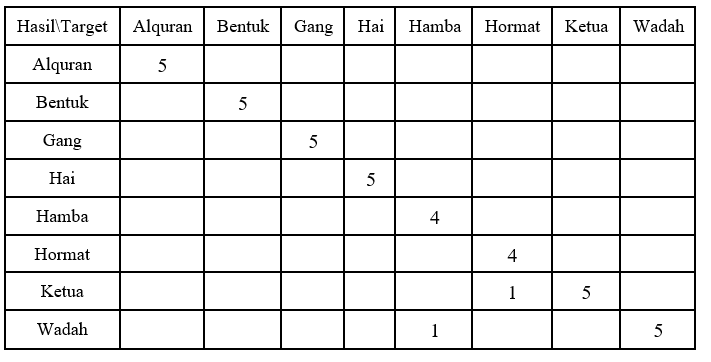 Hasil\Target Alquran Bentuk Gang Hai Hamba Hormat Ketua Wadah
Alquran 5
Bentuk 5
Gang 5
Hai 5
Hamba 4
Hormat 4
Ketua 1 5
Wadah 1 5